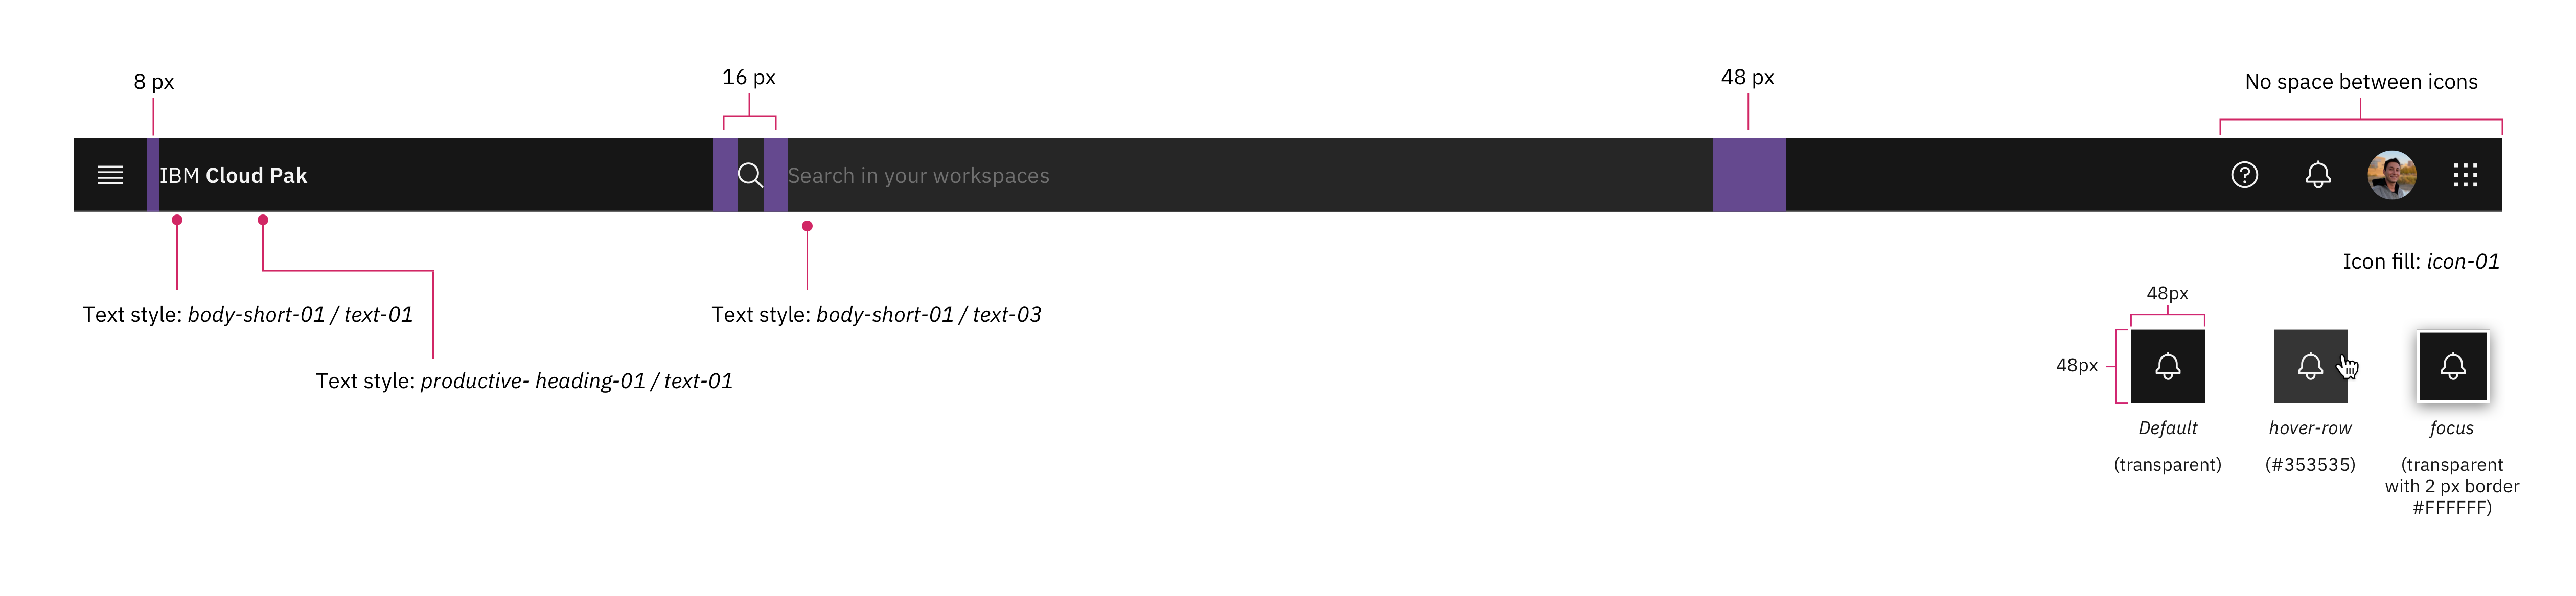 8 px
16 px
48 px
No space between icons
IBM Cloud Pak
Search in your workspaces
Icon fill: icon-01
Text style: body-short-01 / text-01
Text style: body-short-01 / text-03
Text style: productive- heading-01 / text-01
48px
48px
Default
hover-row
focus
(transparent)
(#353535)
(transparent
with 2 px border
#FFFFFF)